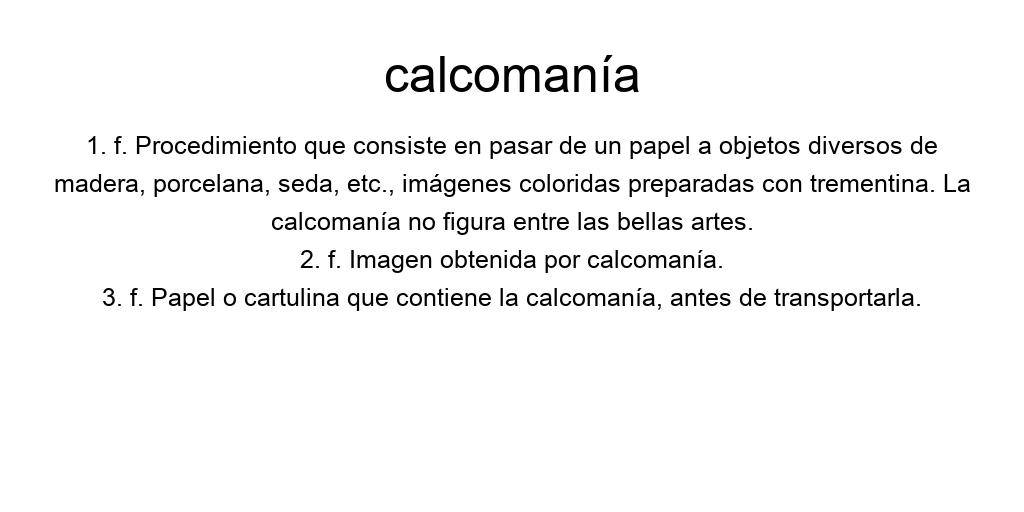 calcomanía
1. f. Procedimiento que consiste en pasar de un papel a objetos diversos de
madera, porcelana, seda, etc., imágenes coloridas preparadas con trementina. La
calcomanía no figura entre las bellas artes.
2. f. Imagen obtenida por calcomanía.
3. f. Papel o cartulina que contiene la calcomanía, antes de transportarla.